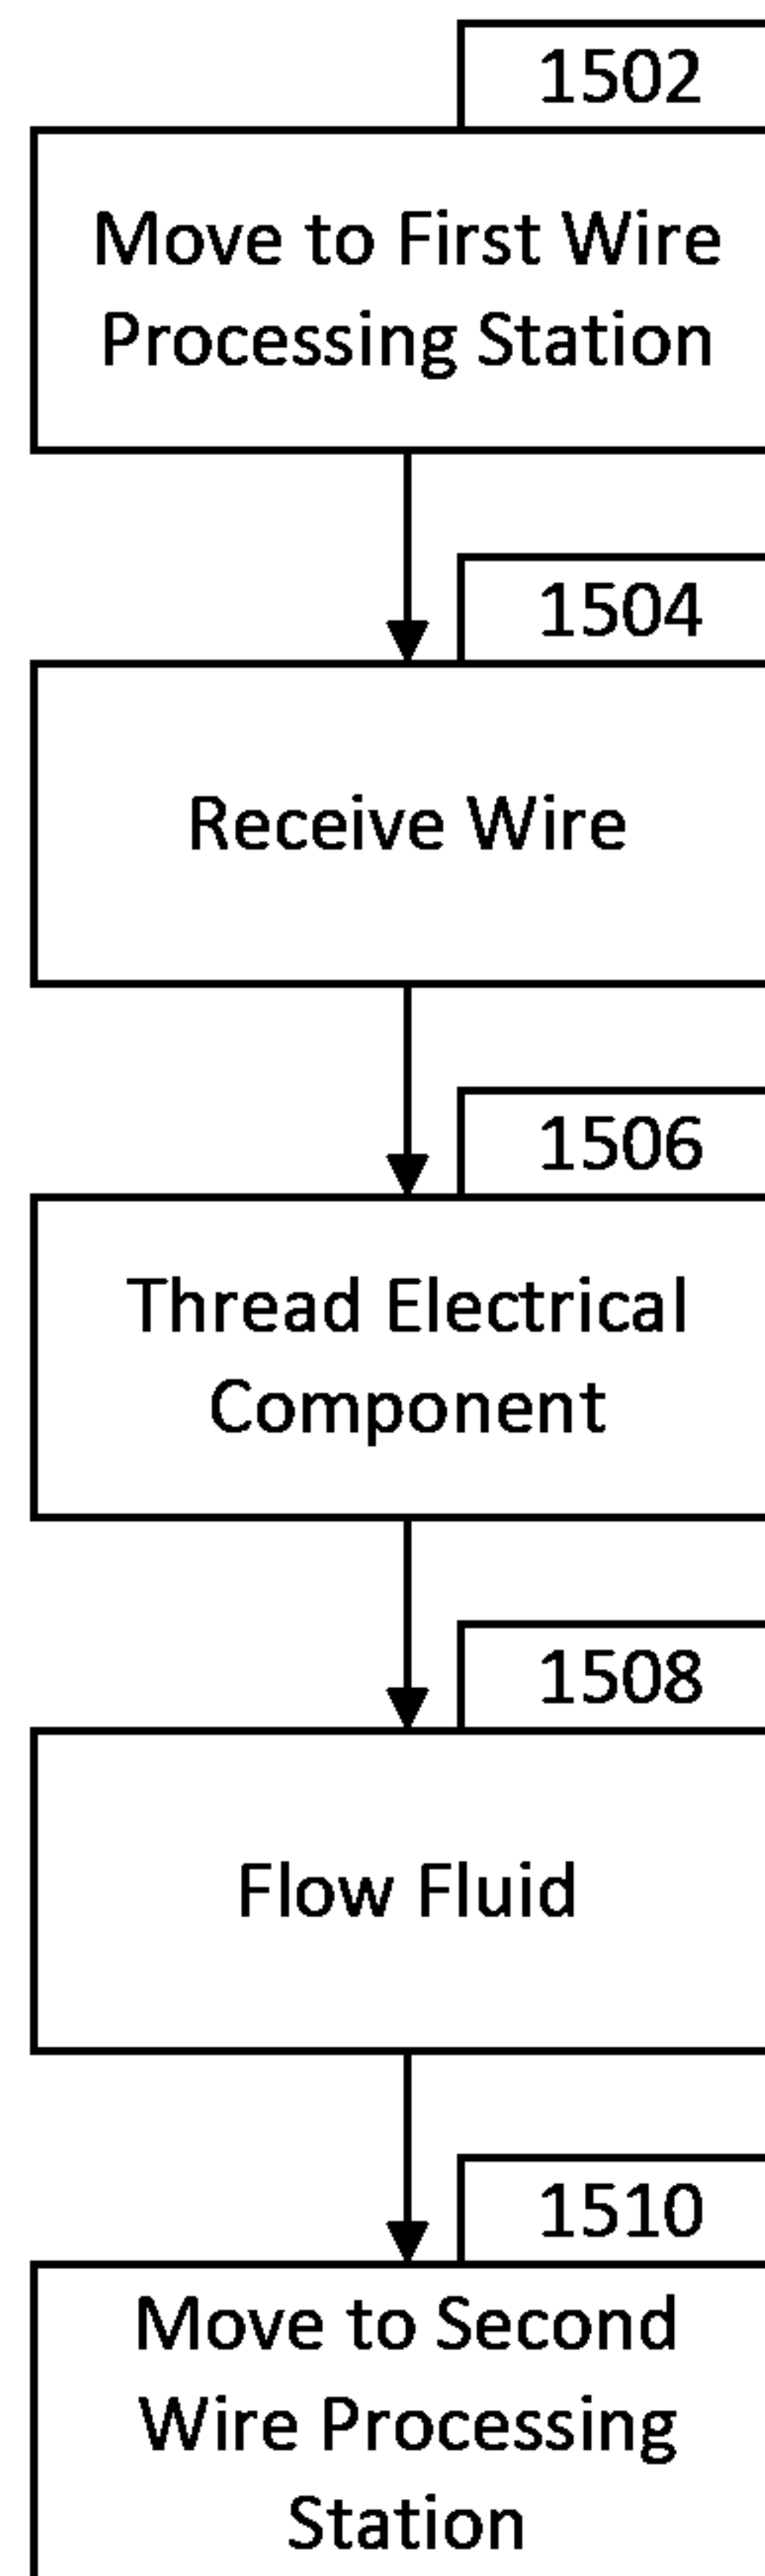 1502
Move to First Wire
Processing Station
1504
Receive Wire
1506
Thread Electrical
Component
1508
Flow Fluid
1510
Move to Second
Wire Processing
Station